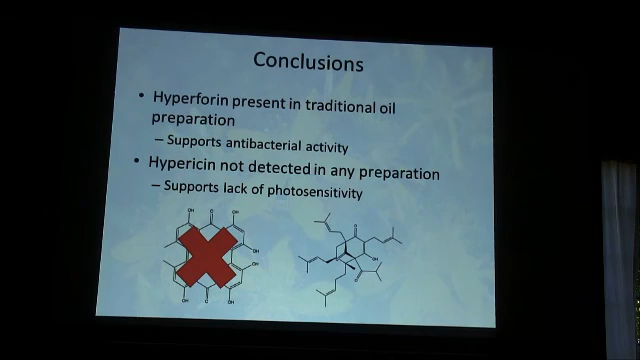 Conclusions
• Hyperforin present in traditional oil
preparation
– Supports antibacterial activity
• Hypericin not detected in any preparation
– Supports lack of photosensitivity